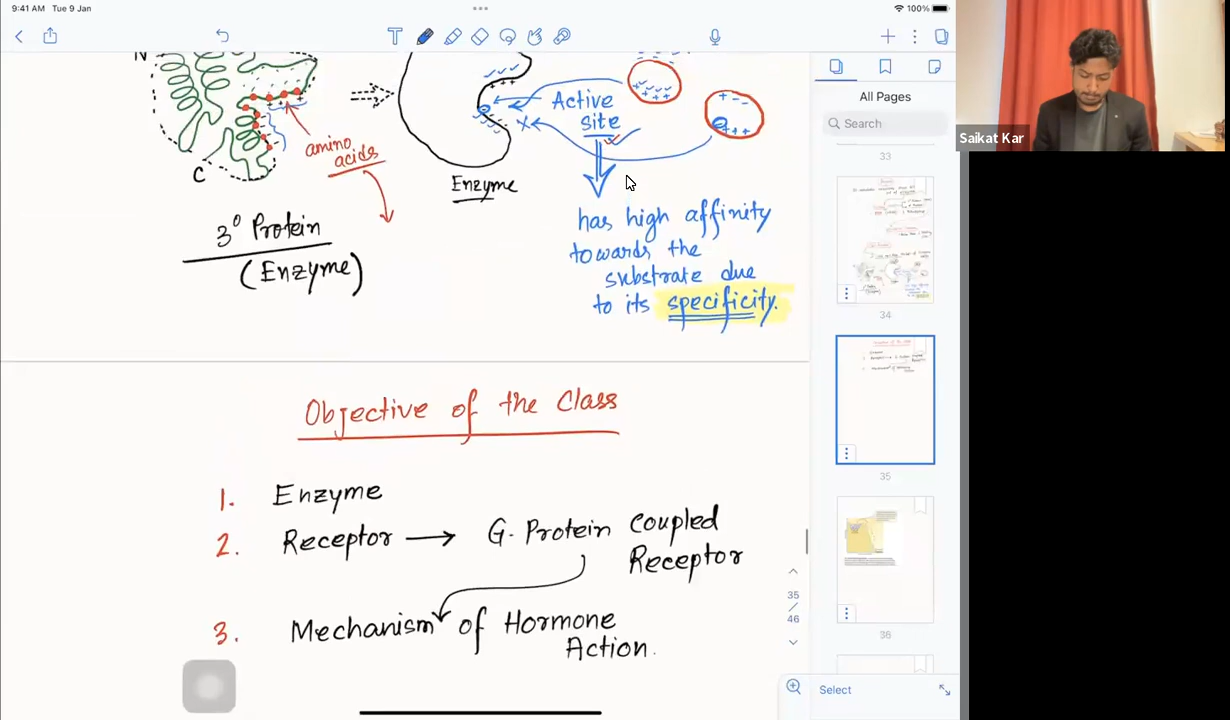 9:41 AM Tue 9 Jan
100%
N
C
amino
acids
3° Protein
(Enzyme)
Enzyme
Active
site
has high affinity
towards the
substrate due
to its specificity.
Objective of the Class
1. Enzyme
2. Receptor → G. Protein Coupled
Receptor
3. Mechanism of Hormone
Action.
35
/
46
All Pages
Search
33
34
35
36
Select
Saikat Kar